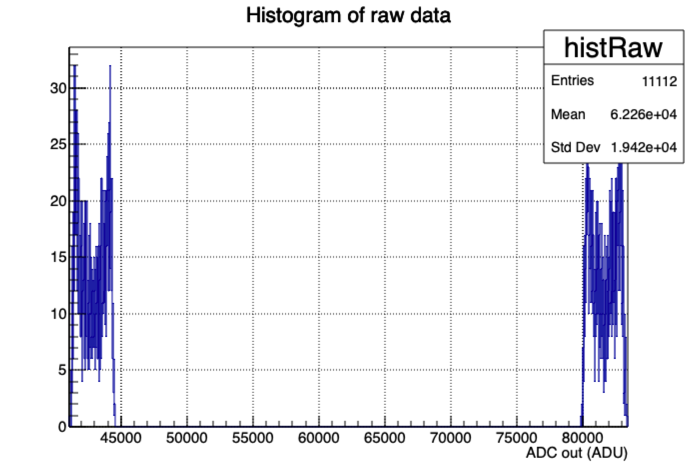 Histogram of raw data
histRaw
Entries 11112
Mean 6.226e+04
Std Dev 1.942e+04
30
25
20
15
10
5
0
45000 50000 55000 60000 65000 70000 75000 80000
ADC out (ADU)